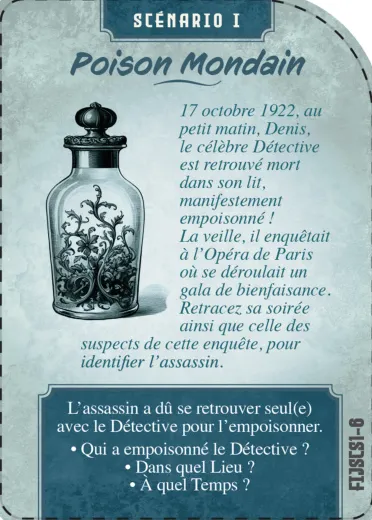 SCÉNARIO I
Poison Mondain
17 octobre 1922, au
petit matin, Denis,
le célèbre Détective
est retrouvé mort
dans son lit,
manifestement
empoisonné !
La veille, il enquêtait
à l’Opéra de Paris
où se déroulait un
gala de bienfaisance.
Retracez sa soirée
ainsi que celle des
suspects de cette enquête, pour
identifier l’assassin.
L’assassin a dû se retrouver seul(e)
avec le Détective pour l’empoisonner.
• Qui a empoisonné le Détective ?
• Dans quel Lieu ?
• À quel Temps ?
F1JSCS1-6